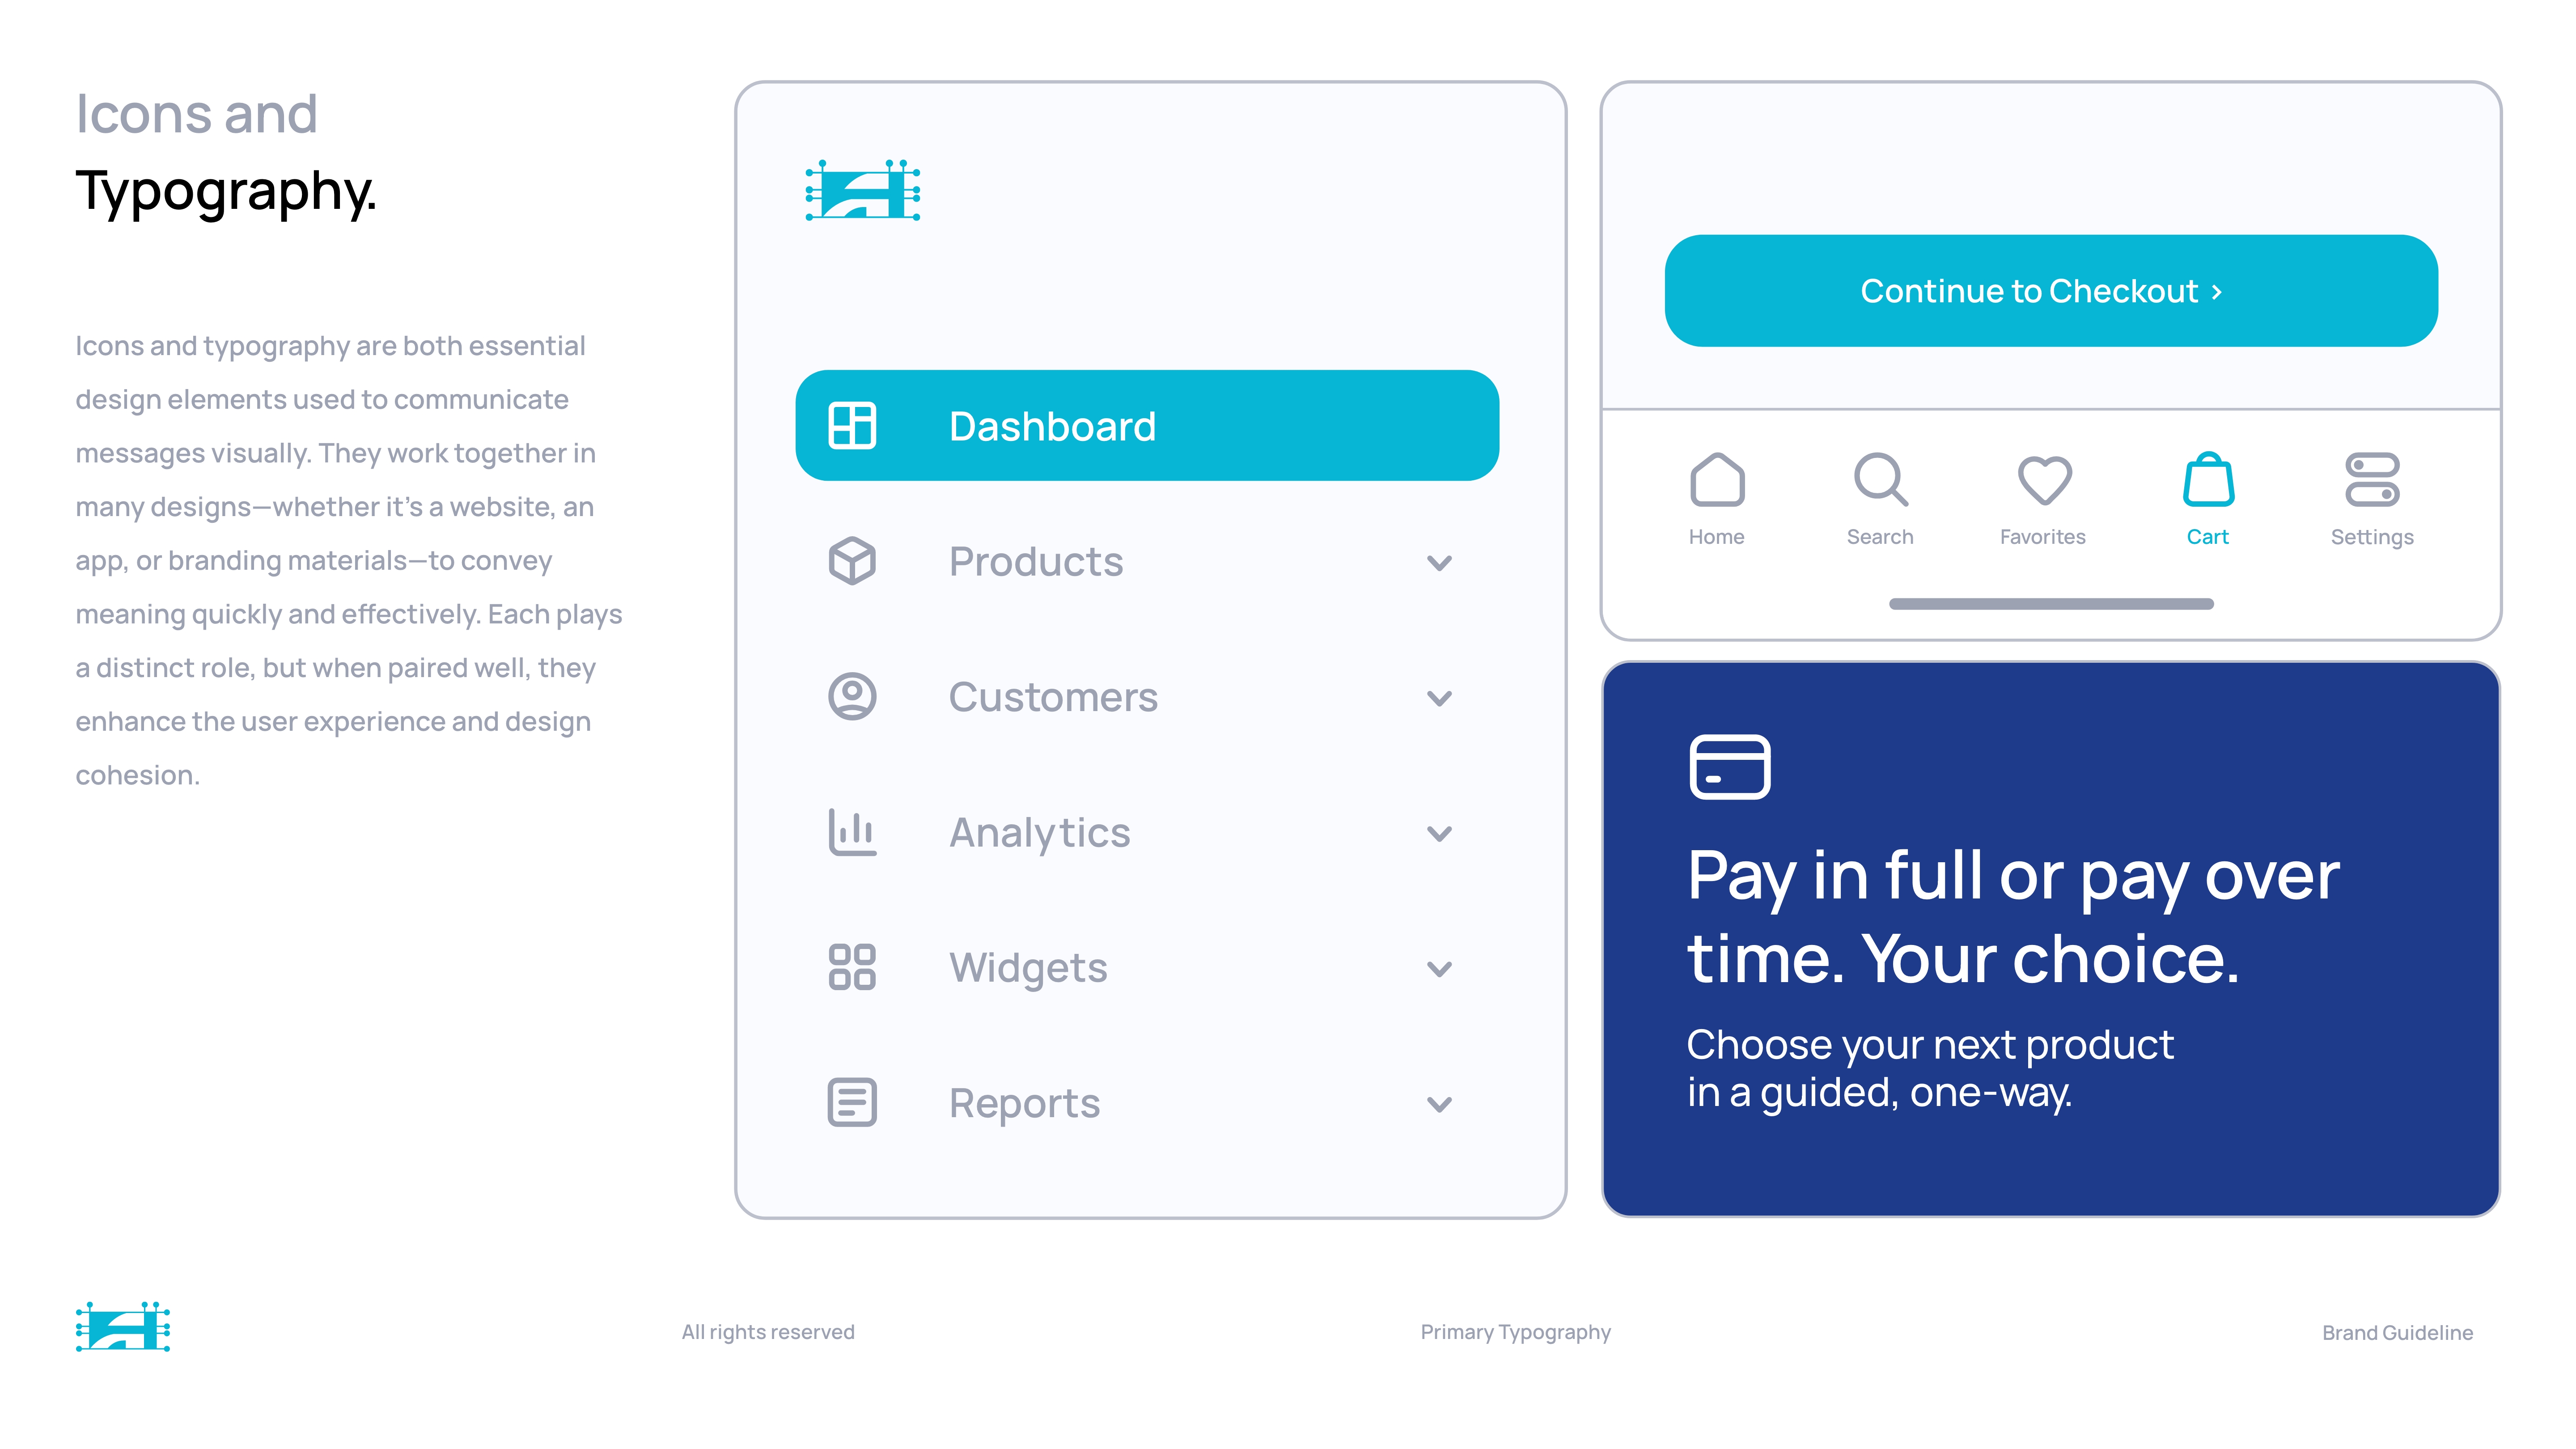 Icons and
Typography.
Icons and typography are both essential
design elements used to communicate
messages visually. They work together in
many designs—whether it's a website, an
app, or branding materials—to convey
meaning quickly and effectively. Each plays
a distinct role, but when paired well, they
enhance the user experience and design
cohesion.
Dashboard
Products
Customers
Analytics
Widgets
Reports
Continue to Checkout ›
Home
Search
Favorites
Cart
Settings
Pay in full or pay over
time. Your choice.
Choose your next product
in a guided, one-way.
All rights reserved
Primary Typography
Brand Guideline